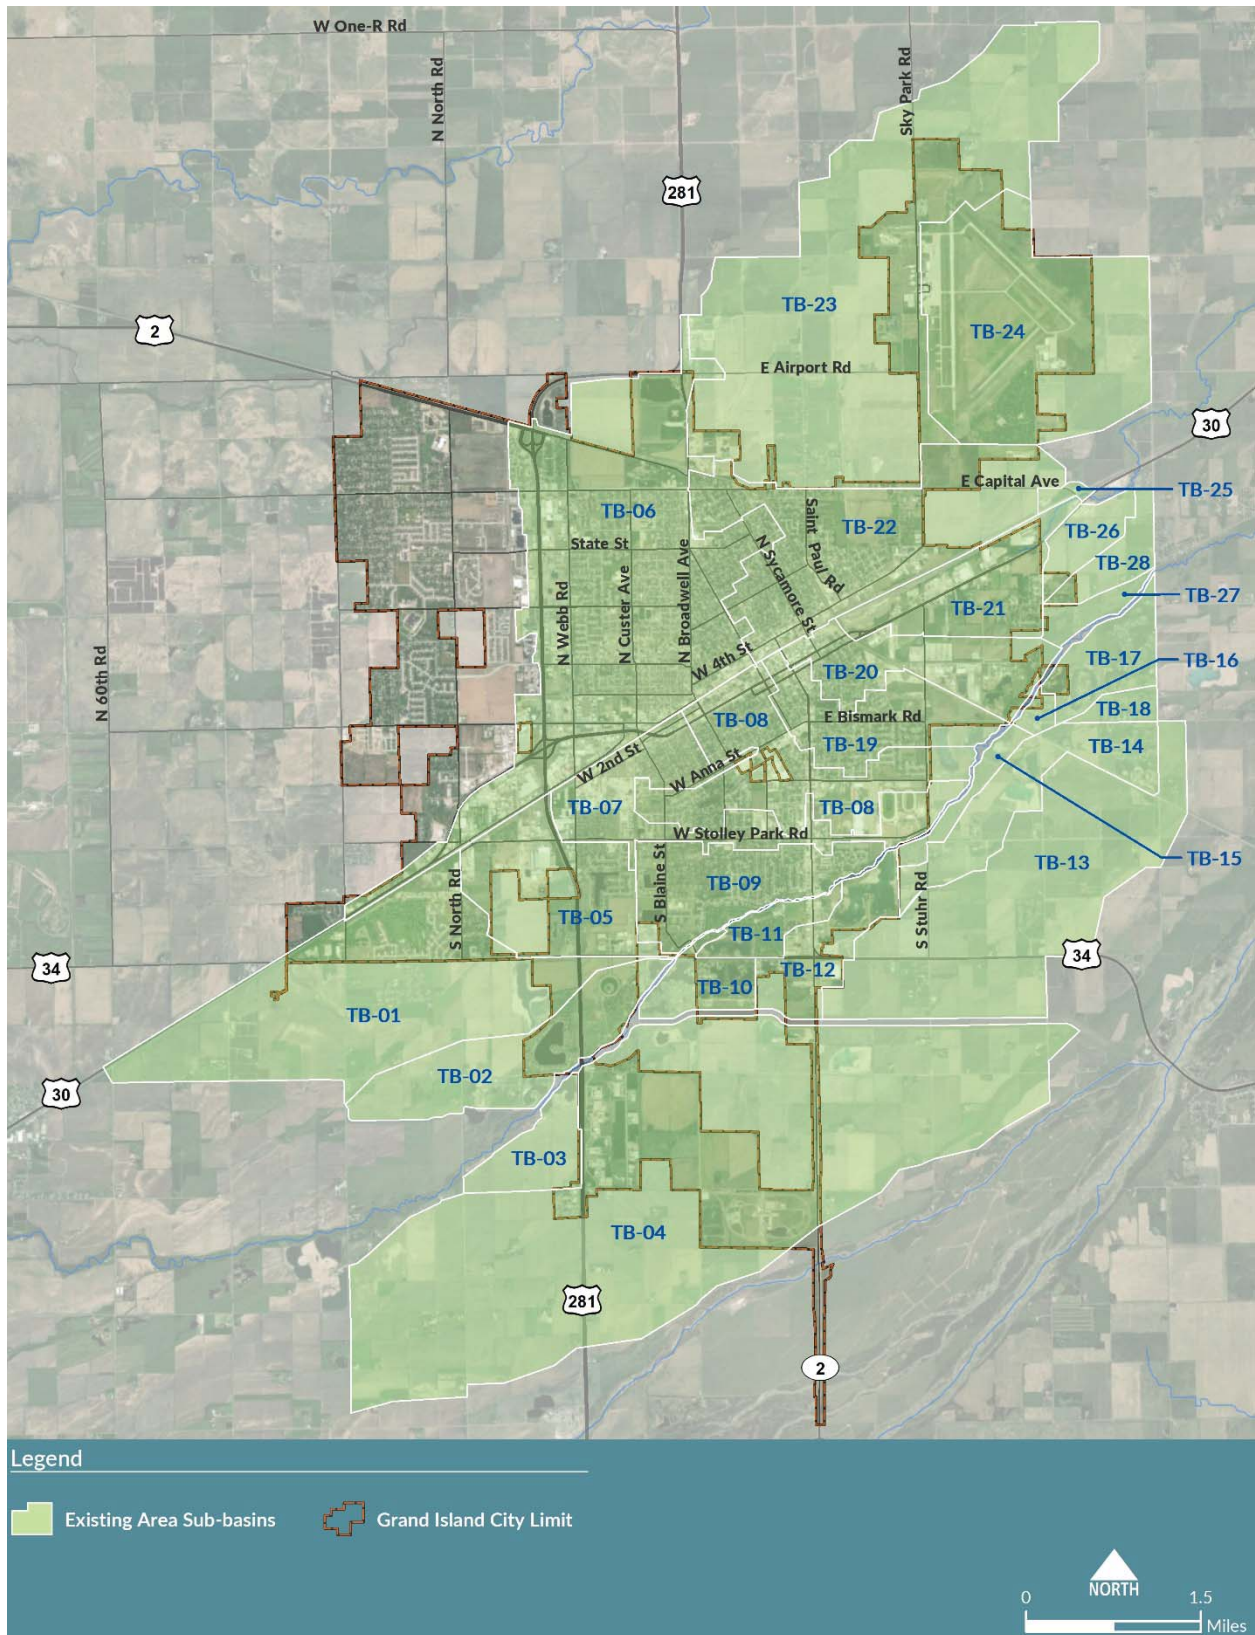 W One-R Rd
N North Rd
Sky Park Rd
281
TB-23
2
TB-24
E Airport Rd
30
E Capital Ave
TB-25
TB-06
Saint Paul Rd
TB-22
TB-26
State St
N Sycamore St
TB-28
N Webb Rd
N Custer Ave
N Broadwell Ave
TB-27
TB-21
N 60th Rd
W 4th St
TB-17
TB-16
TB-20
TB-18
TB-08
E Bismark Rd
TB-19
TB-14
W 2nd St
W Anna St
TB-07
TB-08
W Stolley Park Rd
TB-15
TB-13
S Blaine St
TB-09
S North Rd
TB-05
S Stuhr Rd
TB-11
34
34
TB-12
TB-10
TB-01
TB-02
30
TB-03
TB-04
281
2
Legend
Existing Area Sub-basins
Grand Island City Limit
NORTH
0 1.5
Miles